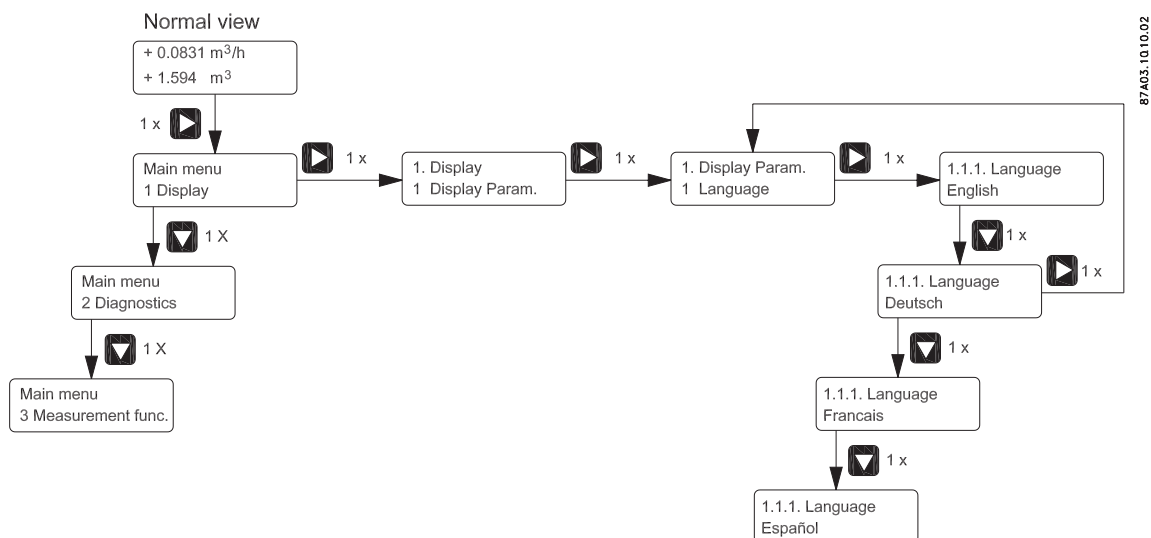 Normal view
+ 0.0831 m³/h
+ 1.594 m³
1 x
Main menu
1 Display
1 x
1. Display
1 Display Param.
1 x
1. Display Param.
1 Language
1 x
1.1.1. Language
English
1 X
1 x
Main menu
2 Diagnostics
1.1.1. Language
Deutsch
1 x
1 X
1 x
Main menu
3 Measurement func.
1.1.1. Language
Francais
1 x
1.1.1. Language
Español
87A03.10.10.02